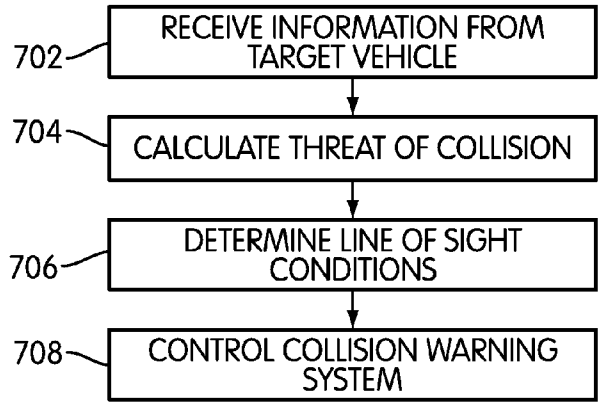 702
RECEIVE INFORMATION FROM
TARGET VEHICLE
704
CALCULATE THREAT OF COLLISION
706
DETERMINE LINE OF SIGHT
CONDITIONS
708
CONTROL COLLISION WARNING
SYSTEM